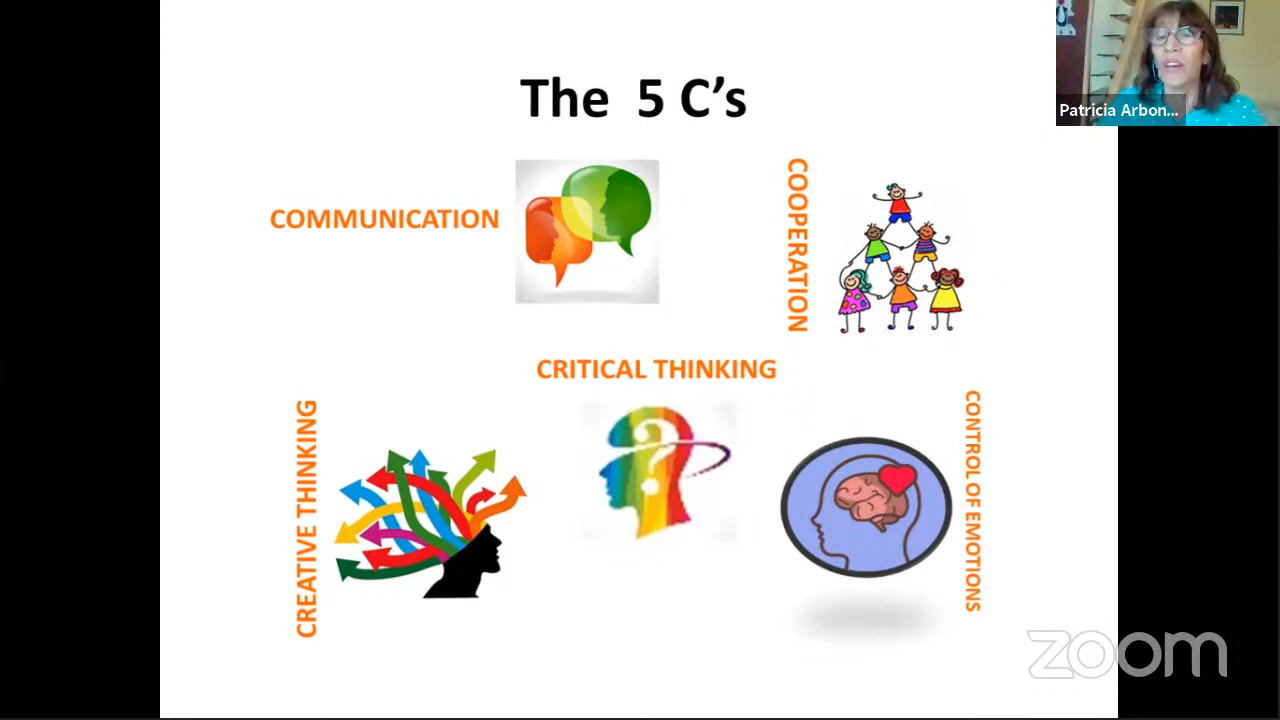 The 5 C's
Patricia Arbon...
COMMUNICATION
COOPERATION
CRITICAL THINKING
CREATIVE THINKING
CONTROL OF EMOTIONS
zoom